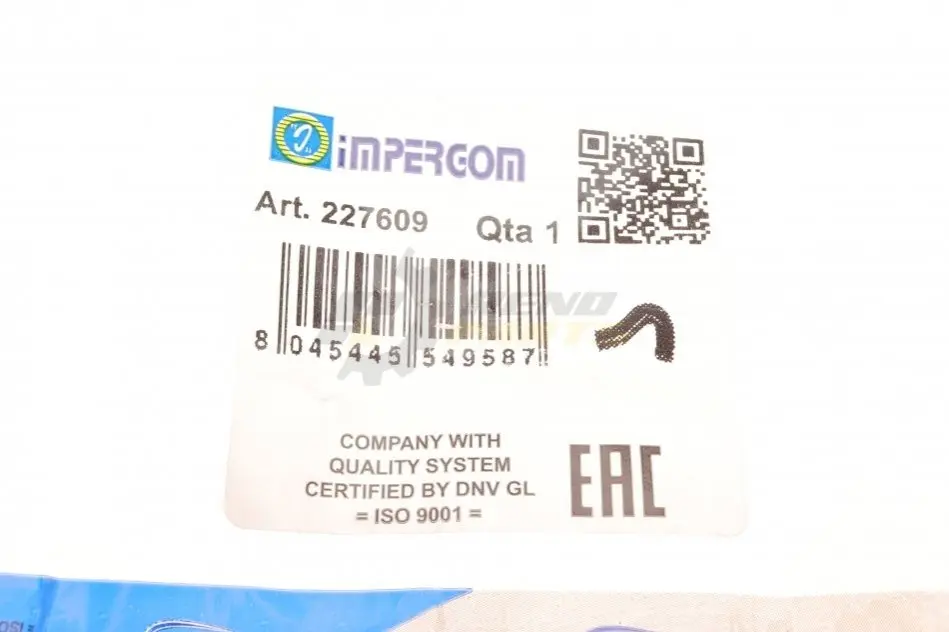 IMPERGOM
Art. 227609 Qta 1
8 045445 549587
COMPANY WITH
QUALITY SYSTEM
CERTIFIED BY DNV GL
= ISO 9001 =
EAC